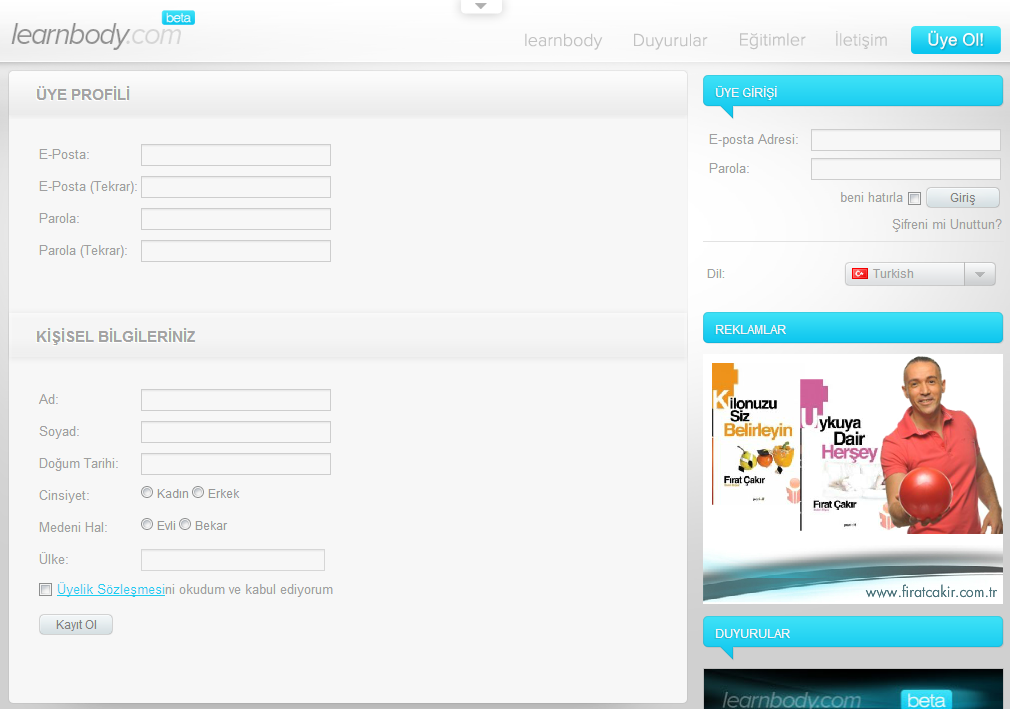 learnbody.com beta
learnbody Duyurular Eğitimler İletişim Üye Ol!
ÜYE PROFİLİ
E-Posta:
E-Posta (Tekrar):
Parola:
Parola (Tekrar):
KİŞİSEL BİLGİLERİNİZ
Ad:
Soyad:
Doğum Tarihi:
Cinsiyet: Kadın Erkek
Medeni Hal: Evli Bekar
Ülke:
Üyelik Sözleşmesini okudum ve kabul ediyorum
Kayıt Ol
ÜYE GİRİŞİ
E-posta Adresi:
Parola:
beni hatırla Giriş
Şifreni mi Unuttun?
Dil: Turkish
REKLAMLAR
Kilonuzu
Siz
Belirleyin
Fırat Çakır
Uykuya
Dair
Herşey
Fırat Çakır
www.firatcakir.com.tr
DUYURULAR
learnbody.com beta